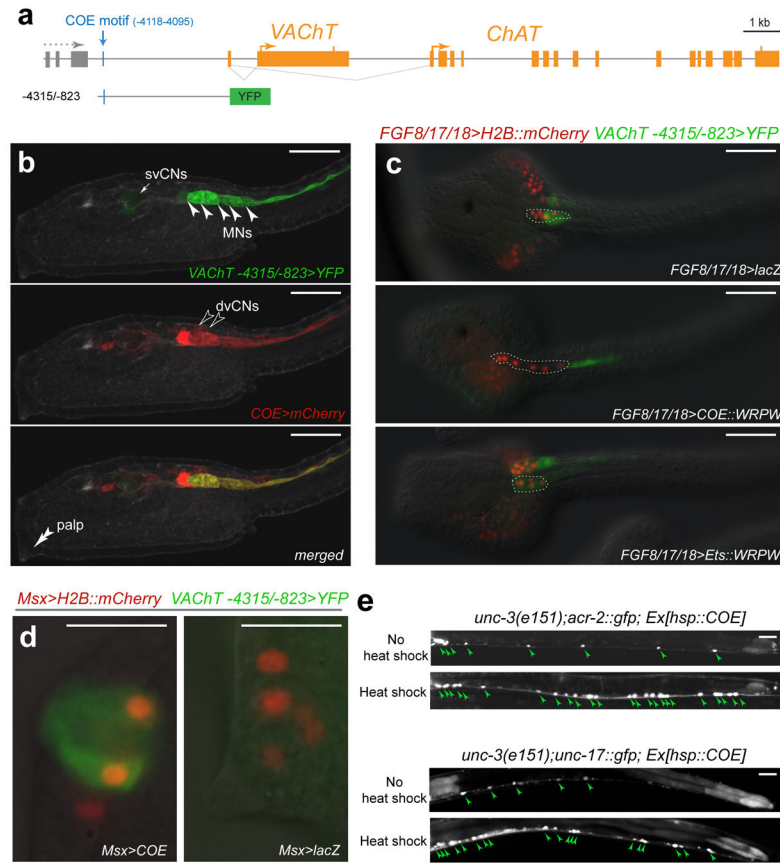 a
COE motif (-4118-4095)
VAChT
ChAT
1 kb
-4315/-823
YFP
b
svCNs
MNs
VAChT -4315/-823>YFP
dvCNs
COE>mCherry
palp
merged
FGF8/17/18>H2B::mCherry VAChT -4315/-823>YFP
c
FGF8/17/18>lacZ
FGF8/17/18>COE::WRPW
FGF8/17/18>Ets::WRPW
Msx>H2B::mCherry VAChT -4315/-823>YFP
d
Msx>COE
Msx>lacZ
e
unc-3(e151);acr-2::gfp; Ex[hsp::COE]
No
heat shock
Heat shock
unc-3(e151);unc-17::gfp; Ex[hsp::COE]
No
heat shock
Heat shock